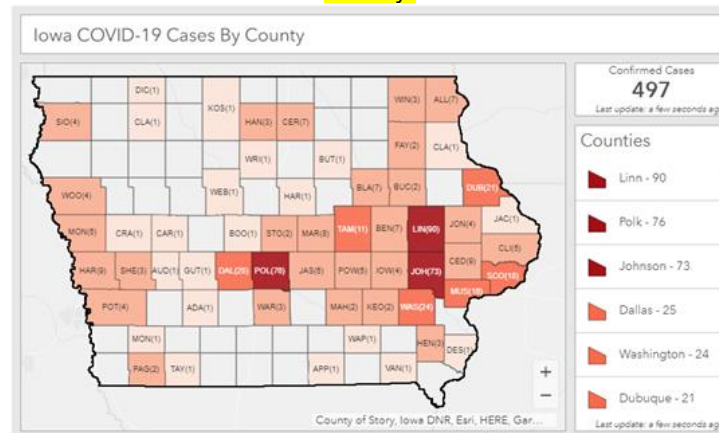 Iowa COVID-19 Cases By County
Confirmed Cases
497
Last update: a few seconds ag
Counties
Linn - 90
Polk - 76
Johnson - 73
Dallas - 25
Washington - 24
Dubuque - 21
Last update: a few seconds ag
DIC(1)
WIN(3) ALL(7)
SIO(4) CLA(1) KOS(1) HAN(3) CER(7)
FAY(2) CLA(1)
WRI(1) BUT(1)
WOO(4) WEB(1) HAR(1) BLA(7) BUC(2) DUB(21)
MON(5) CRA(1) CAR(1) BOO(1) STO(2) MAR(8) TAM(11) BEN(7) LIN(90) JON(4) JAC(1)
CLI(5)
HAR(9) SHE(3) AUD(1) GUT(1) POL(76) JAS(8) POW(5) IOW(4) JOH(73) CED(9)
MUS(18)
POT(4) ADA(1) WAR(3) MAH(2) KEO(2) WAS(24)
MON(1) WAP(1) HEN(3) DES(1)
PAG(2) TAY(1) APP(1) VAN(1)
+
−
County of Story, Iowa DNR, Esri, HERE, Gar...